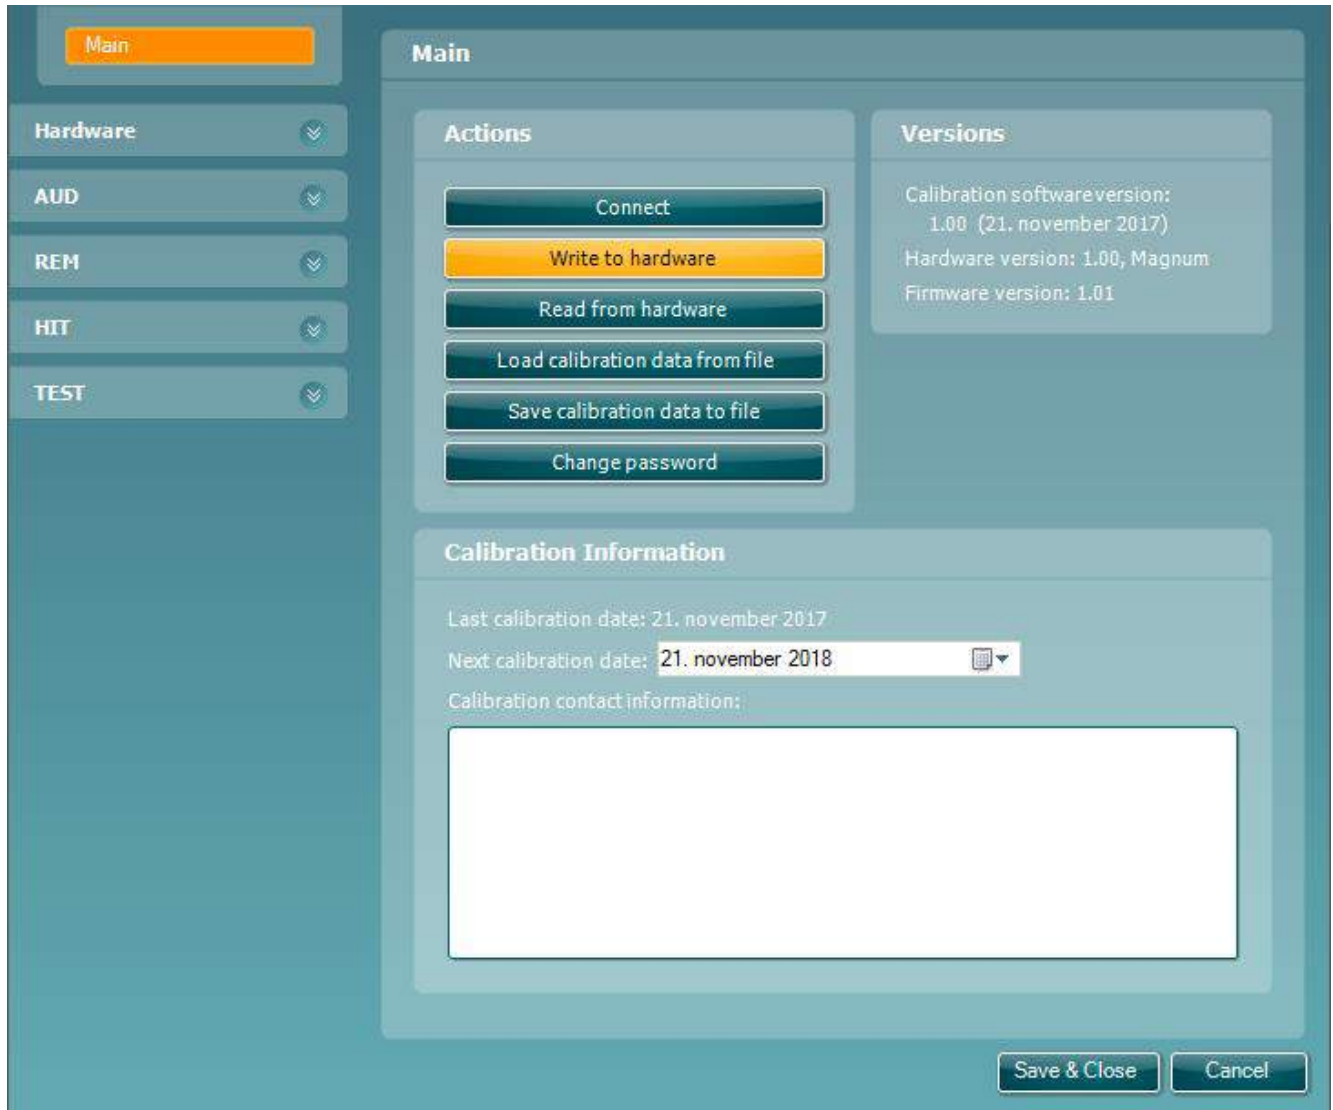 Main
Hardware
AUD
REM
HIT
TEST
Main
Actions
Connect
Write to hardware
Read from hardware
Load calibration data from file
Save calibration data to file
Change password
Versions
Calibration software version:
1.00 (21. november 2017)
Hardware version: 1.00, Magnum
Firmware version: 1.01
Calibration Information
Last calibration date: 21. november 2017
Next calibration date: 21. november 2018
Calibration contact information:
Save & Close Cancel